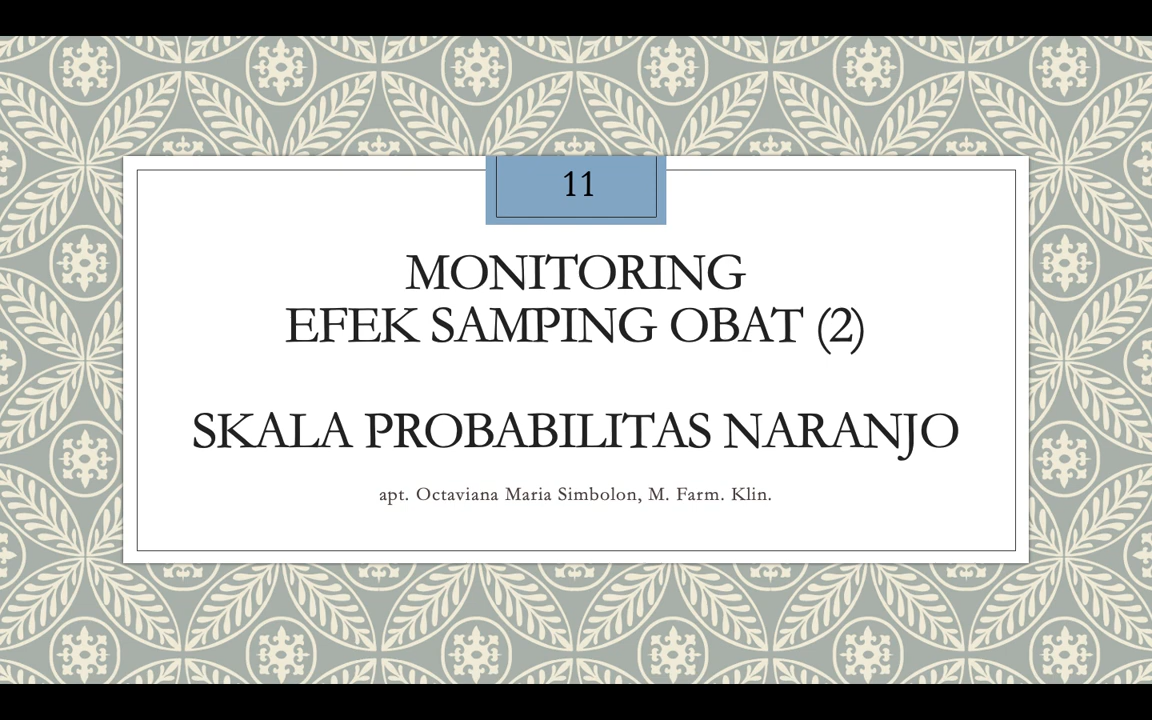 11
MONITORING
EFEK SAMPING OBAT (2)
SKALA PROBABILITAS NARANJO
apt. Octaviana Maria Simbolon, M. Farm. Klin.